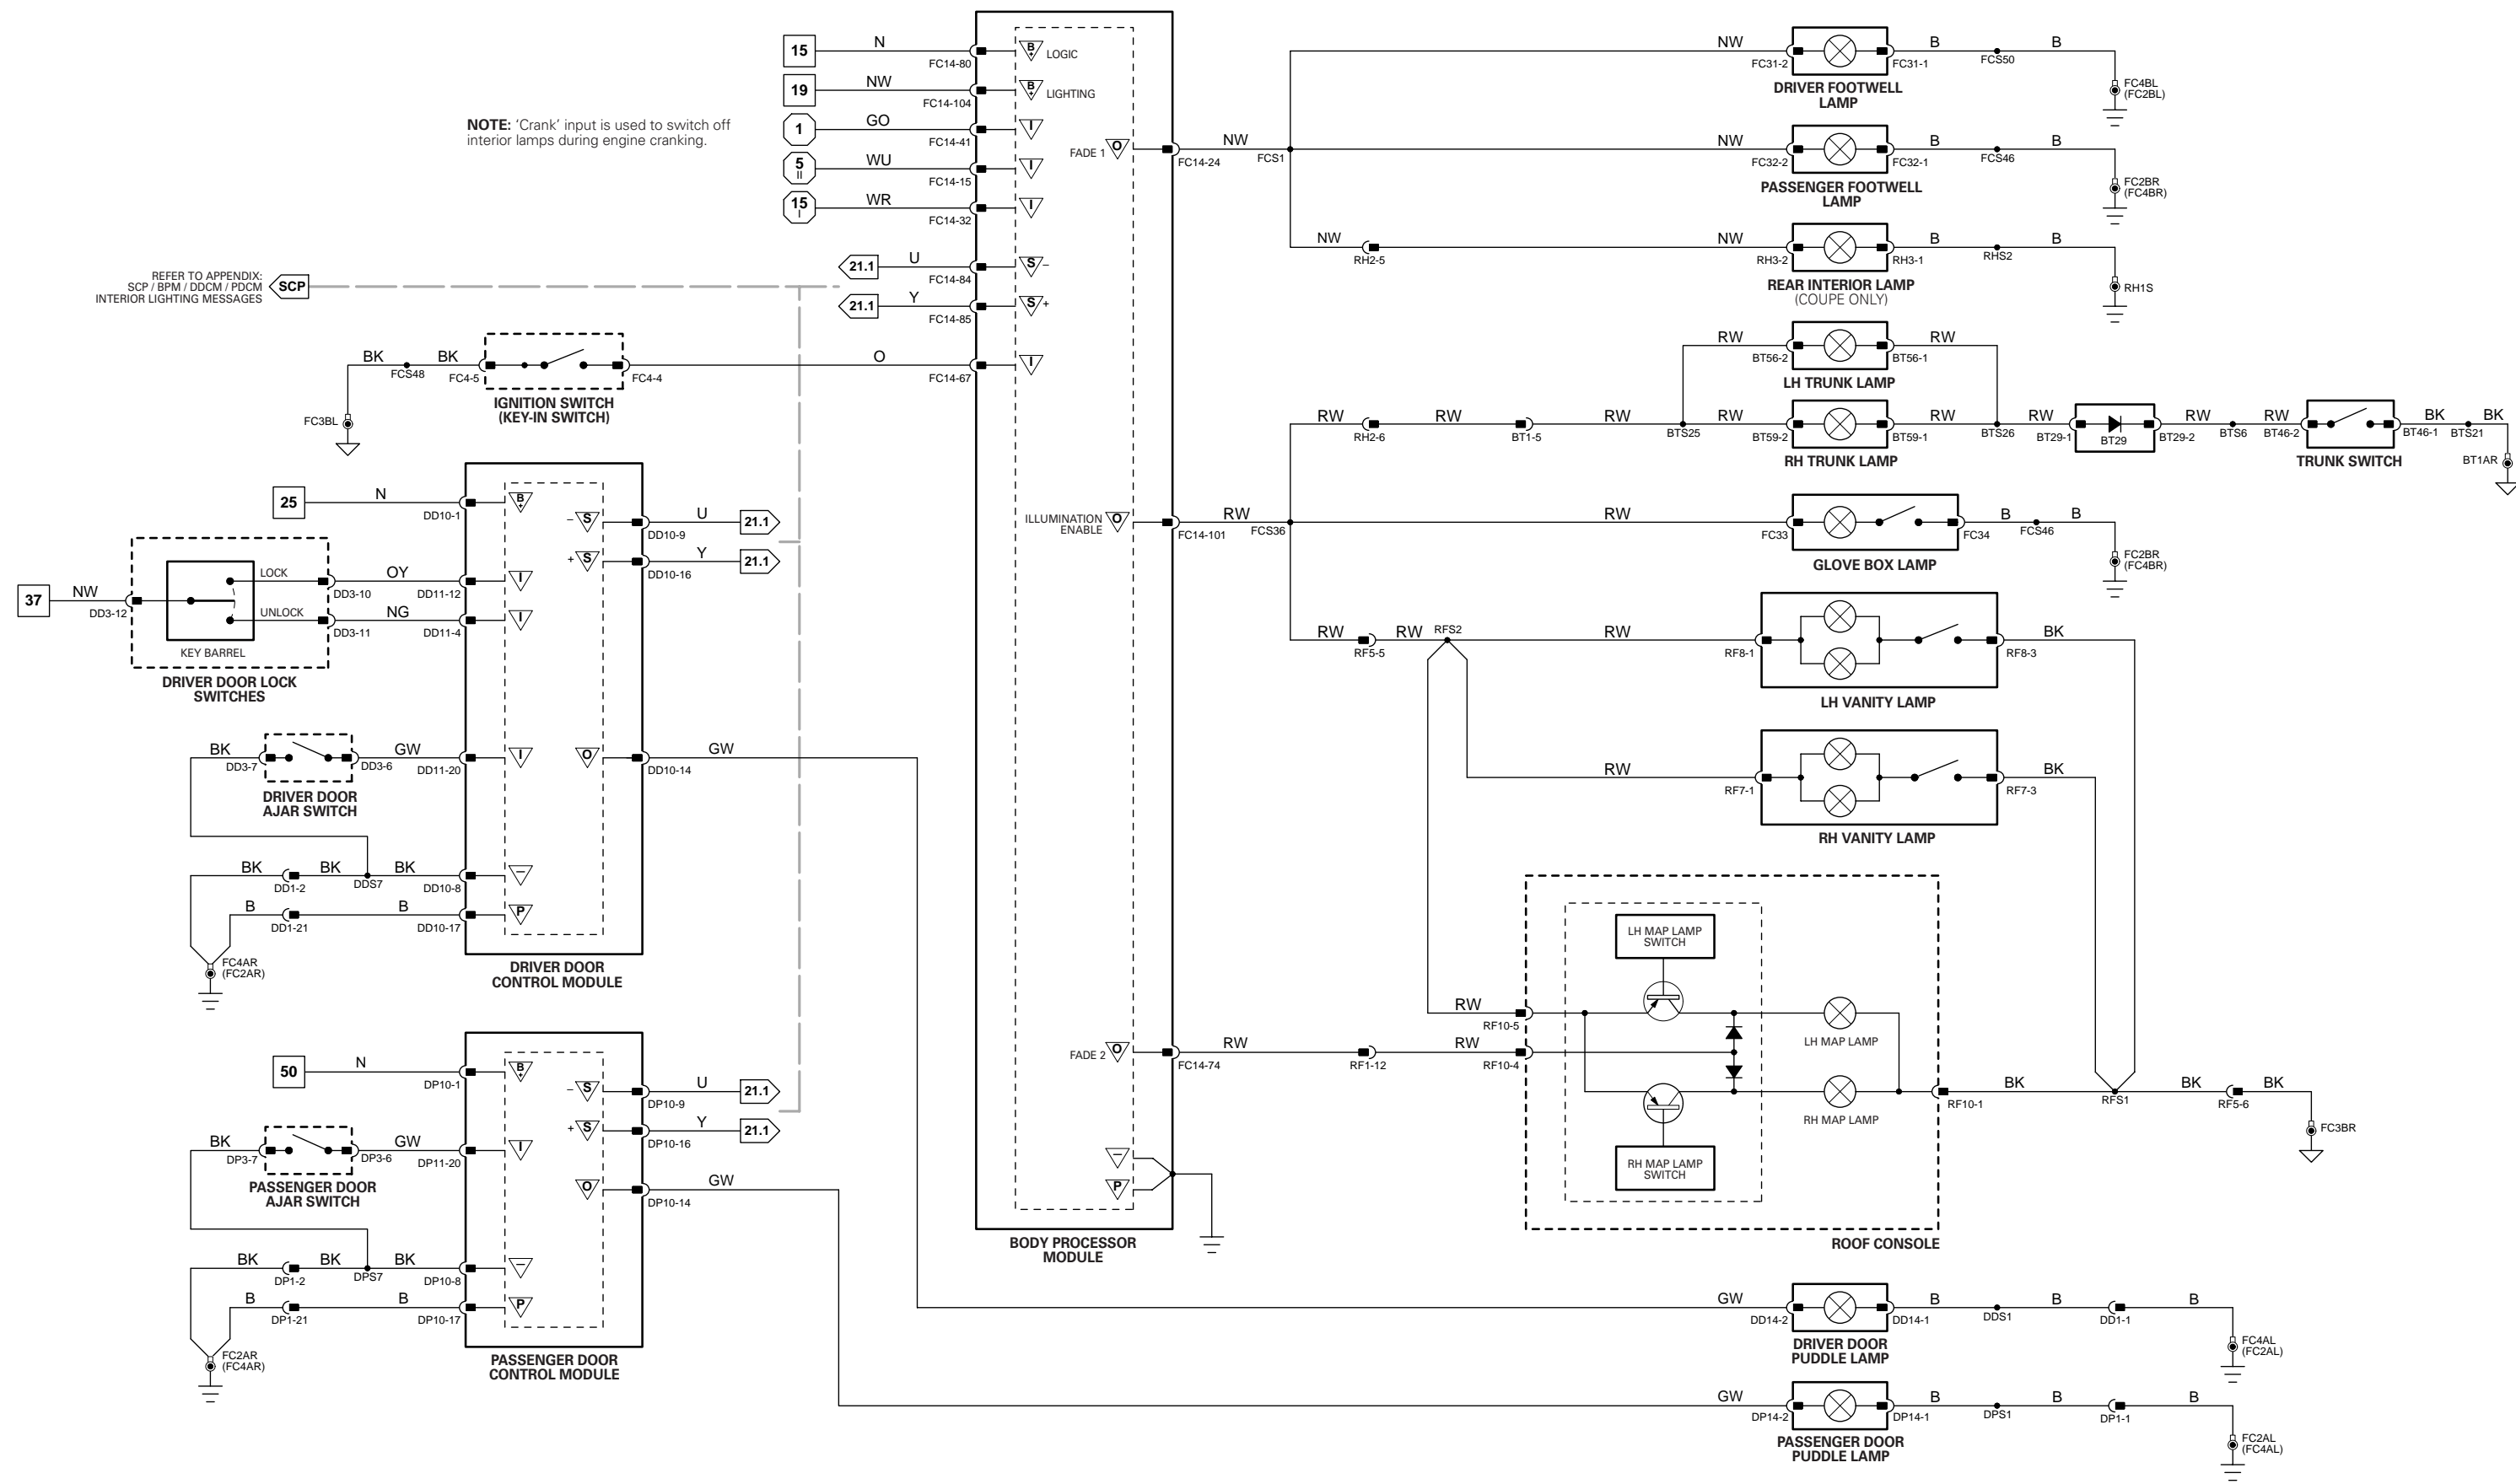 15
N
FC14-80
B+
LOGIC
19
NW
FC14-104
B+
LIGHTING
NOTE: 'Crank' input is used to switch off
interior lamps during engine cranking.
1
GO
FC14-41
I
5
II
WU
FC14-15
I
15
I
WR
FC14-32
I
21.1
U
FC14-84
S
–
21.1
Y
FC14-85
S
+
REFER TO APPENDIX:
SCP / BPM / DDCM / PDCM
INTERIOR LIGHTING MESSAGES
SCP
BK
FCS48
BK
FC4-5
FC4-4
O
FC14-67
I
FC3BL
IGNITION SWITCH
(KEY-IN SWITCH)
25
N
DD10-1
B+
– S
DD10-9
U
21.1
+ S
DD10-16
Y
21.1
37
NW
DD3-12
LOCK
DD3-10
OY
DD11-12
I
UNLOCK
DD3-11
NG
DD11-4
I
KEY BARREL
DRIVER DOOR LOCK
SWITCHES
BK
DD3-7
DD3-6
GW
DD11-20
I
O
DD10-14
GW
DRIVER DOOR
AJAR SWITCH
BK
DD1-2
BK
DDS7
BK
DD10-8
–
B
DD1-21
B
DD10-17
P
FC4AR
(FC2AR)
DRIVER DOOR
CONTROL MODULE
50
N
DP10-1
B+
– S
DP10-9
U
21.1
+ S
DP10-16
Y
21.1
BK
DP3-7
DP3-6
GW
DP11-20
I
PASSENGER DOOR
AJAR SWITCH
O
DP10-14
GW
BK
DP1-2
BK
DPS7
BK
DP10-8
–
B
DP1-21
B
DP10-17
P
FC2AR
(FC4AR)
PASSENGER DOOR
CONTROL MODULE
FADE 1
O
FC14-24
NW
FCS1
ILLUMINATION
ENABLE
O
FC14-101
RW
FCS36
FADE 2
O
FC14-74
RW
RF1-12
RW
RF10-4
–
P
BODY PROCESSOR
MODULE
NW
FC31-2
FC31-1
B
FCS50
B
FC4BL
(FC2BL)
DRIVER FOOTWELL
LAMP
NW
FC32-2
FC32-1
B
FCS46
B
FC2BR
(FC4BR)
PASSENGER FOOTWELL
LAMP
NW
RH2-5
NW
RH3-2
RH3-1
B
RHS2
B
RH1S
REAR INTERIOR LAMP
(COUPE ONLY)
RW
BT56-2
BT56-1
RW
LH TRUNK LAMP
RW
RH2-6
RW
BT1-5
RW
BTS25
RW
BT59-2
BT59-1
RW
BTS26
RW
BT29-1
BT29
BT29-2
RW
BTS6
RW
BT46-2
BT46-1
BK
BTS21
BK
BT1AR
RH TRUNK LAMP
TRUNK SWITCH
RW
FC33
FC34
B
FCS46
B
FC2BR
(FC4BR)
GLOVE BOX LAMP
RW
RF5-5
RW
RFS2
RW
RF8-1
RF8-3
BK
LH VANITY LAMP
RW
RF7-1
RF7-3
BK
RH VANITY LAMP
LH MAP LAMP
SWITCH
RW
RF10-5
LH MAP LAMP
RH MAP LAMP
RF10-1
BK
RFS1
BK
RF5-6
BK
FC3BR
RH MAP LAMP
SWITCH
ROOF CONSOLE
GW
DD14-2
DD14-1
B
DDS1
B
DD1-1
B
FC4AL
(FC2AL)
DRIVER DOOR
PUDDLE LAMP
GW
DP14-2
DP14-1
B
DPS1
B
DP1-1
B
FC2AL
(FC4AL)
PASSENGER DOOR
PUDDLE LAMP